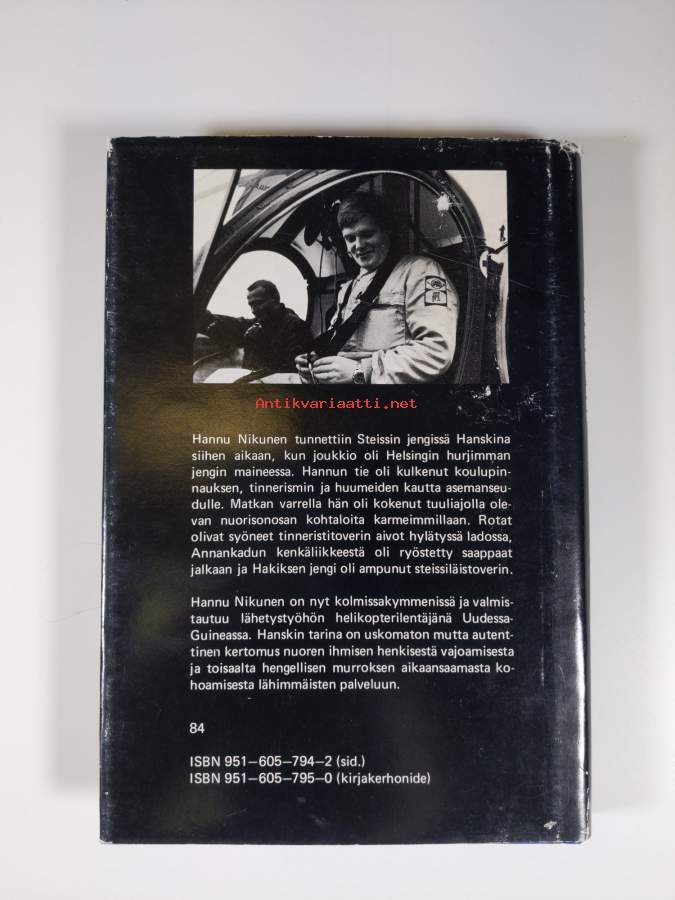 Antikvariaatti.net
Hannu Nikunen tunnettiin Steissin jengissä Hanskina
siihen aikaan, kun joukkio oli Helsingin hurjimman
jengin maineessa. Hannun tie oli kulkenut koulupin-
nauksen, tinnerismin ja huumeiden kautta asemanseu-
dulle. Matkan varrella hän oli kokenut tuuliajolla ole-
van nuorisonosan kohtaloita karmeimmillaan. Rotat
olivat syöneet tinneristitoverin aivot hylätyssä ladossa,
Annankadun kenkäliikkeestä oli ryöstetty saappaat
jalkaan ja Hakiksen jengi oli ampunut steissiläistoverin.
Hannu Nikunen on nyt kolmissakymmenissä ja valmis-
tautuu lähetystyöhön helikopterilentäjänä Uudessa-
Guineassa. Hanskin tarina on uskomaton mutta autent-
tinen kertomus nuoren ihmisen henkisestä vajoamisesta
ja toisaalta hengellisen murroksen aikaansaamasta ko-
hoamisesta lähimmäisten palveluun.
84
ISBN 951—605—794—2 (sid.)
ISBN 951—605—795—0 (kirjakerhonide)